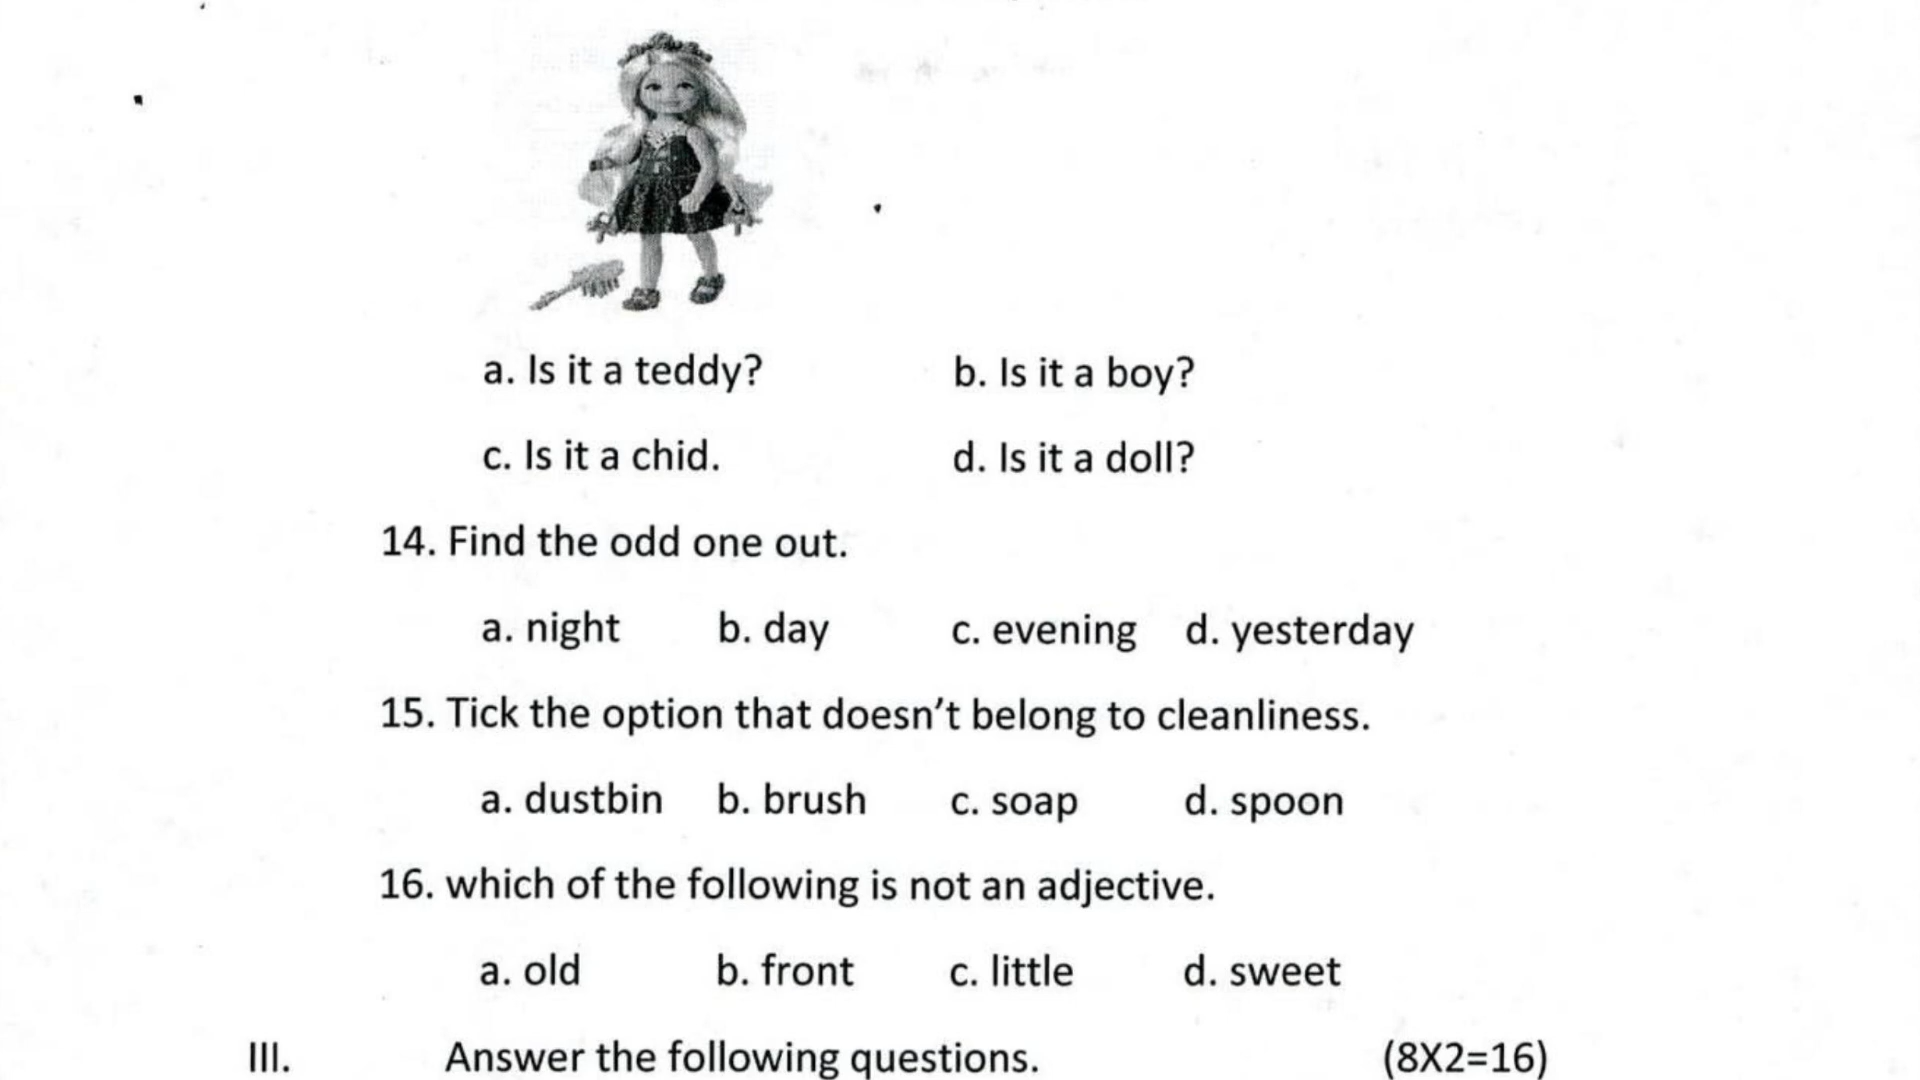 a. Is it a teddy? b. Is it a boy?
c. Is it a chid. d. Is it a doll?
14. Find the odd one out.
a. night b. day c. evening d. yesterday
15. Tick the option that doesn’t belong to cleanliness.
a. dustbin b. brush c. soap d. spoon
16. which of the following is not an adjective.
a. old b. front c. little d. sweet
III. Answer the following questions. (8X2=16)